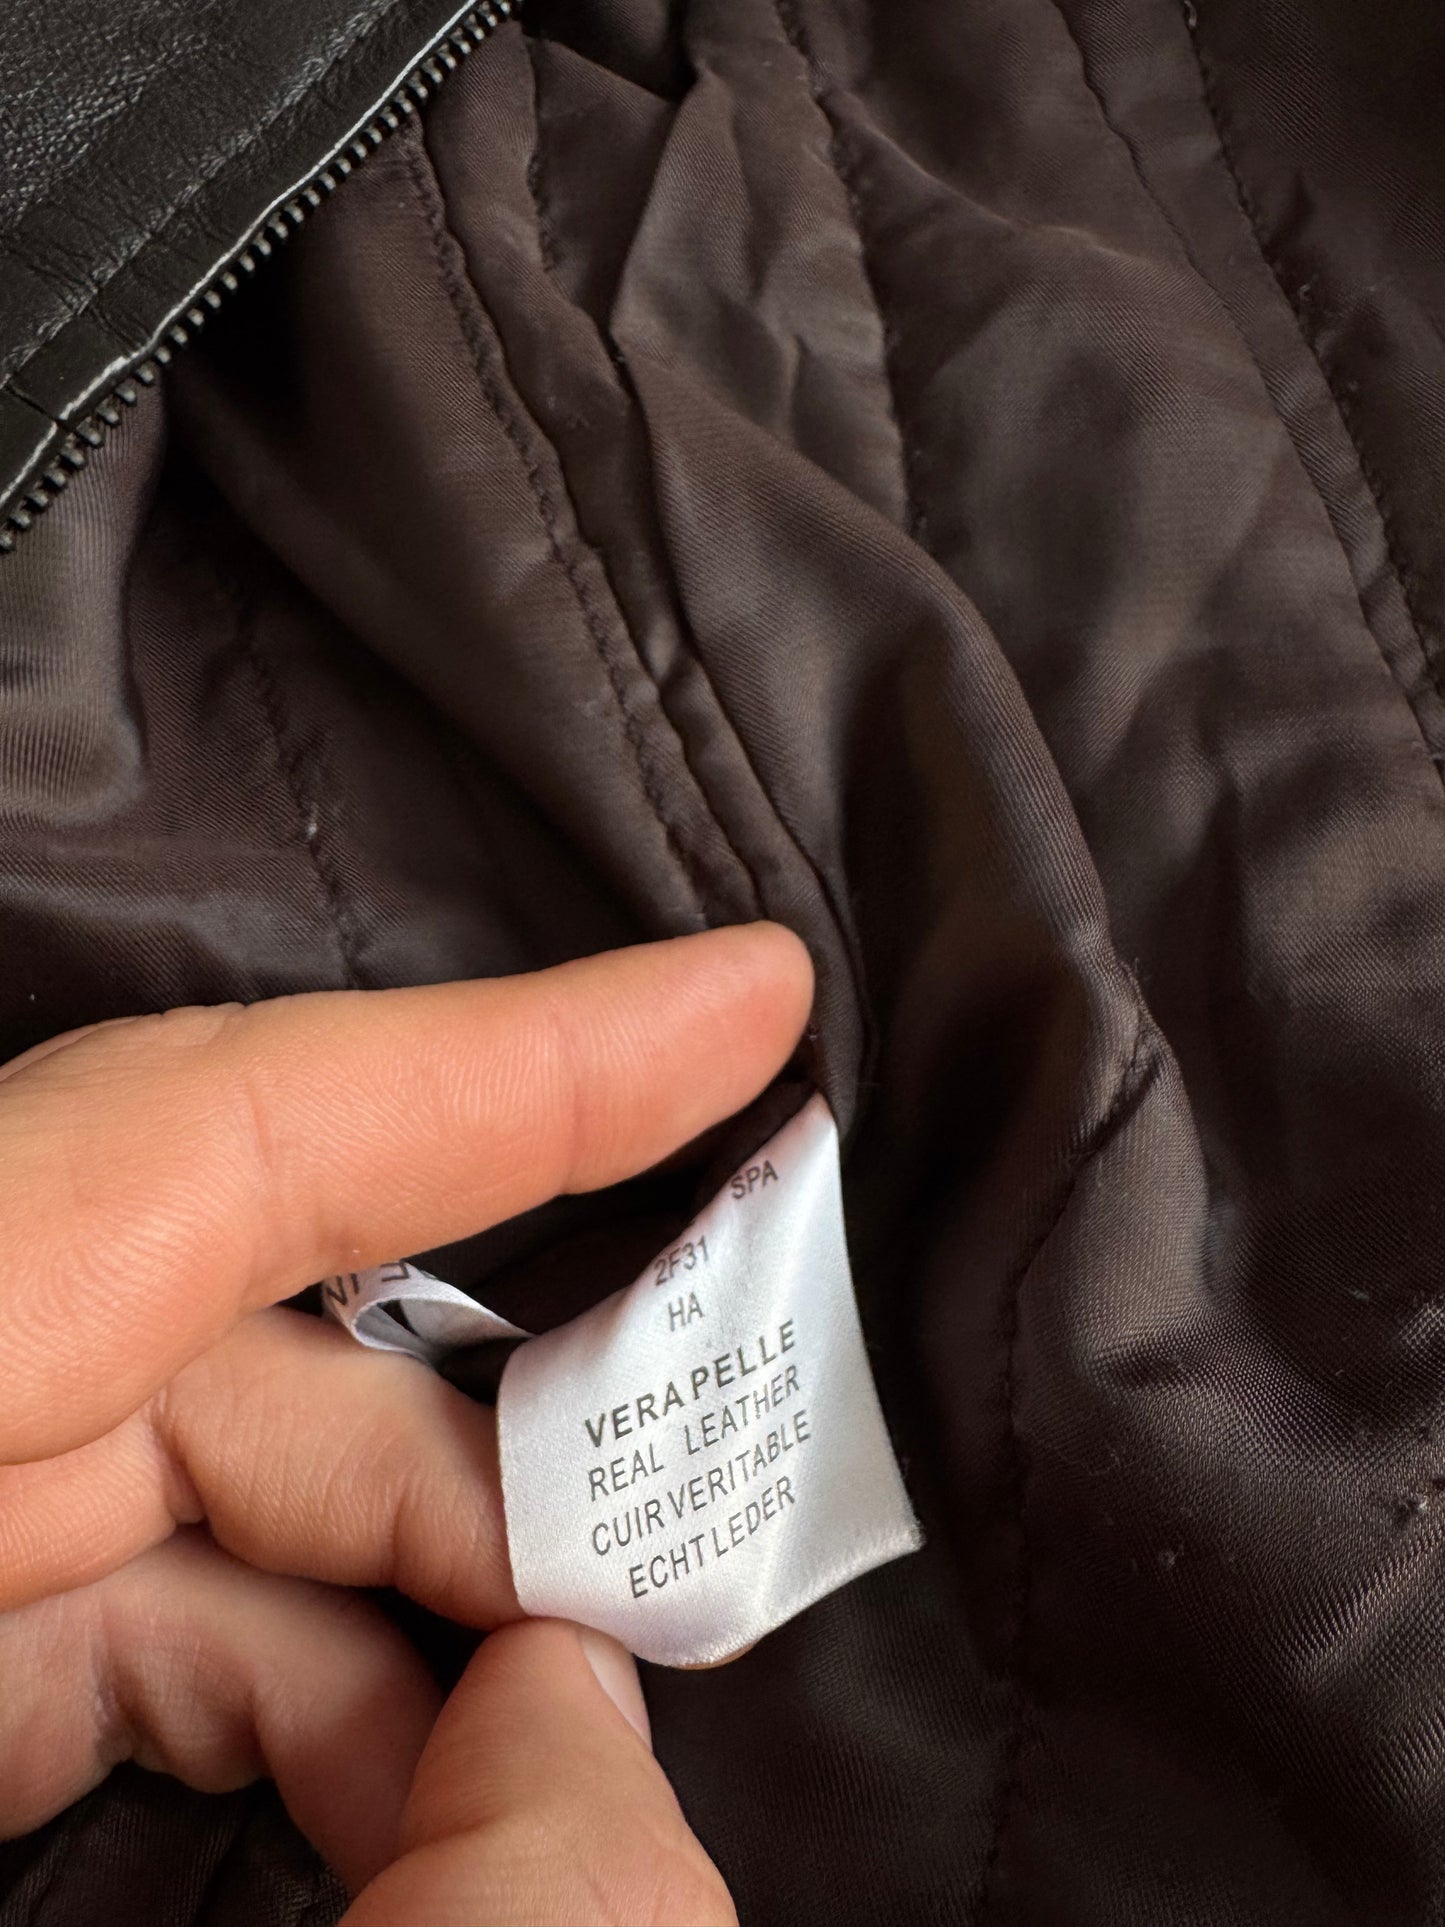 SPA
2F31
HA
VERA PELLE
REAL LEATHER
CUIR VERITABLE
ECHT LEDER